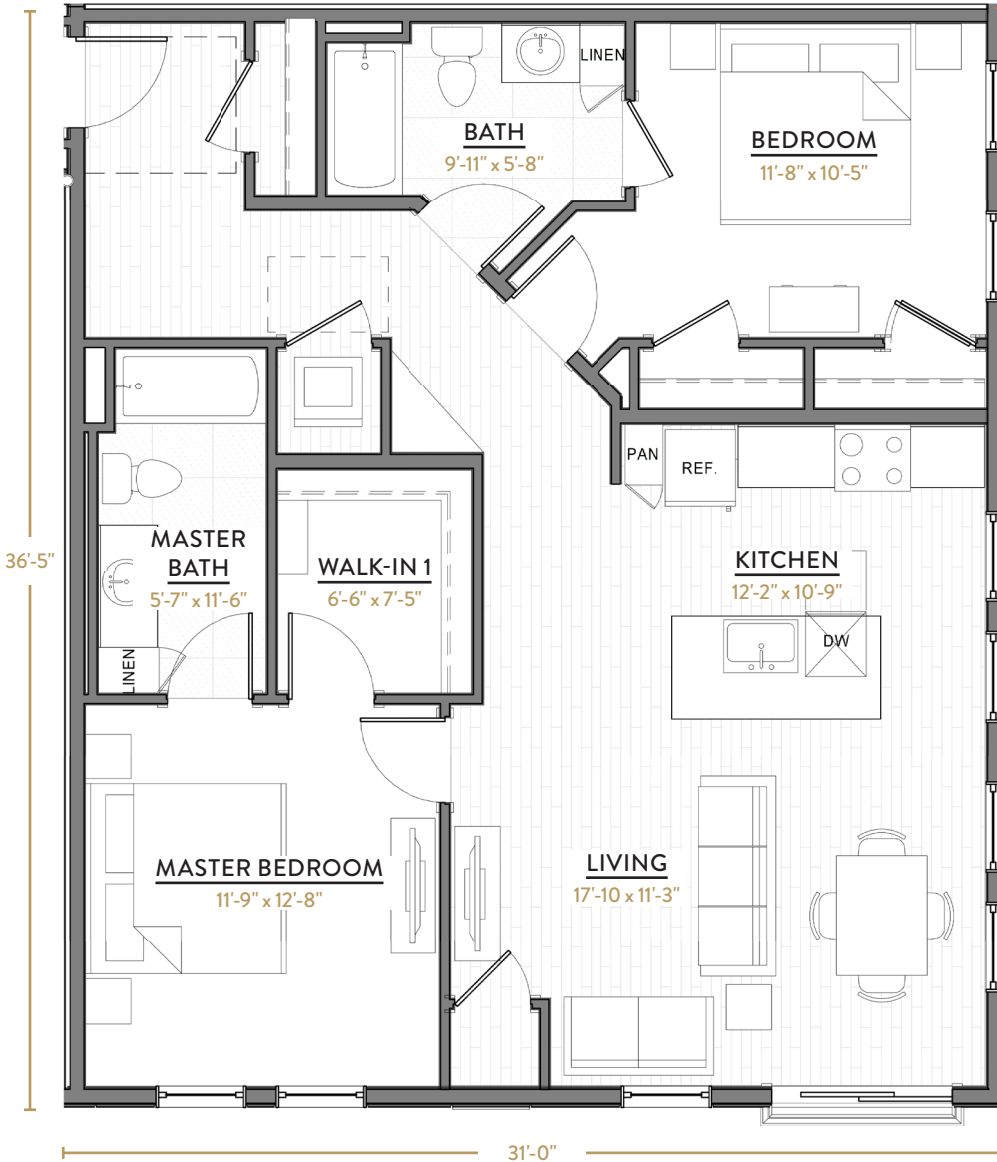 LINEN
BATH
9'-11" x 5'-8"
BEDROOM
11'-8" x 10'-5"
PAN
REF.
MASTER
BATH
5'-7" x 11'-6"
LINEN
WALK-IN 1
6'-6" x 7'-5"
KITCHEN
12'-2" x 10'-9"
DW
36'-5"
MASTER BEDROOM
11'-9" x 12'-8"
LIVING
17'-10 x 11'-3"
31'-0"